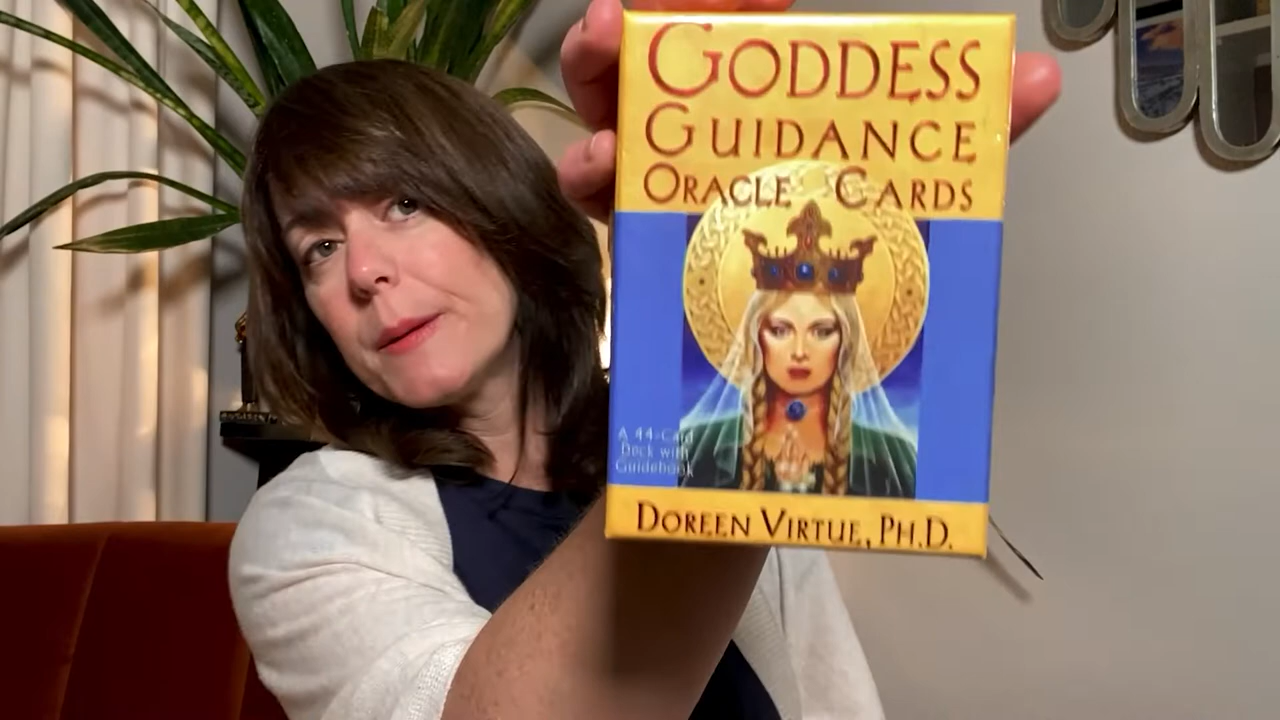 GODDESS
GUIDANCE
ORACLE CARDS
A 44-Card
Deck with
Guidebook
DOREEN VIRTUE, PH.D.